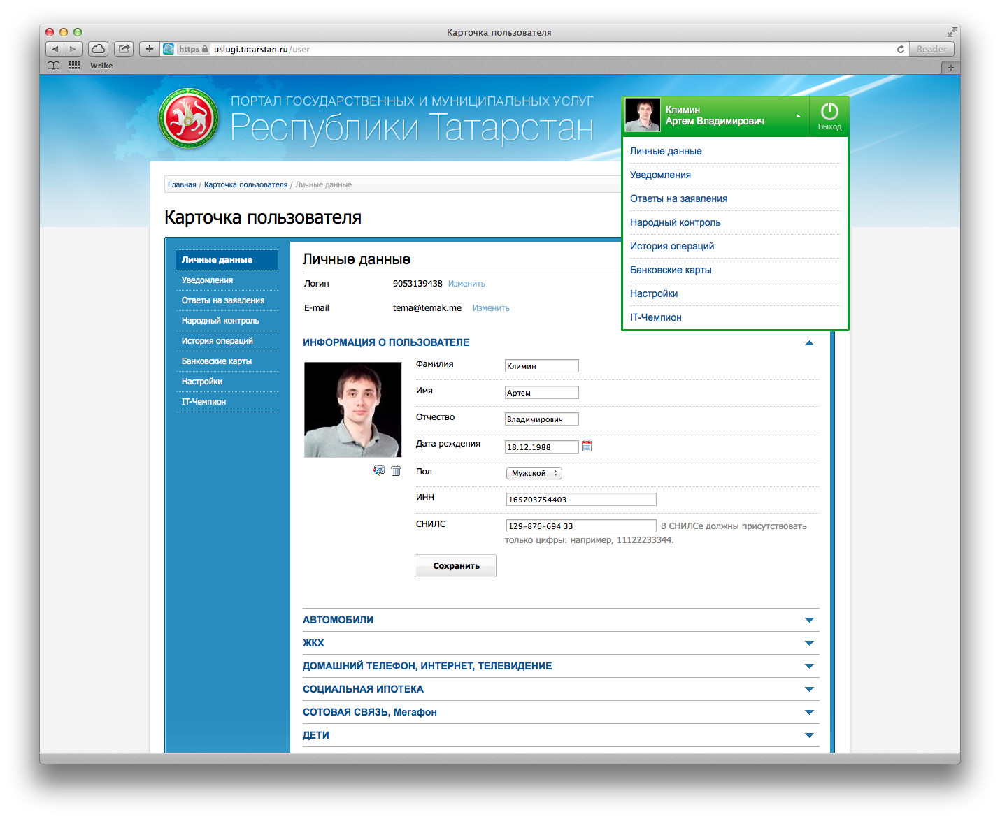 Карточка пользователя
https uslugi.tatarstan.ru/user
Reader
Wrike
ПОРТАЛ ГОСУДАРСТВЕННЫХ И МУНИЦИПАЛЬНЫХ УСЛУГ
Республики Татарстан
Климин
Артем Владимирович
Выход
Личные данные
Уведомления
Ответы на заявления
Народный контроль
История операций
Банковские карты
Настройки
IT-Чемпион
Главная / Карточка пользователя / Личные данные
Карточка пользователя
Личные данные
Уведомления
Ответы на заявления
Народный контроль
История операций
Банковские карты
Настройки
IT-Чемпион
Личные данные
Логин 9053139438 Изменить
E-mail tema@temak.me Изменить
ИНФОРМАЦИЯ О ПОЛЬЗОВАТЕЛЕ
Фамилия Климин
Имя Артем
Отчество Владимирович
Дата рождения 18.12.1988
Пол Мужской
ИНН 165703754403
СНИЛС 129-876-694 33 В СНИЛСе должны присутствовать
только цифры: например, 11122233344.
Сохранить
АВТОМОБИЛИ
ЖКХ
ДОМАШНИЙ ТЕЛЕФОН, ИНТЕРНЕТ, ТЕЛЕВИДЕНИЕ
СОЦИАЛЬНАЯ ИПОТЕКА
СОТОВАЯ СВЯЗЬ, Мегафон
ДЕТИ